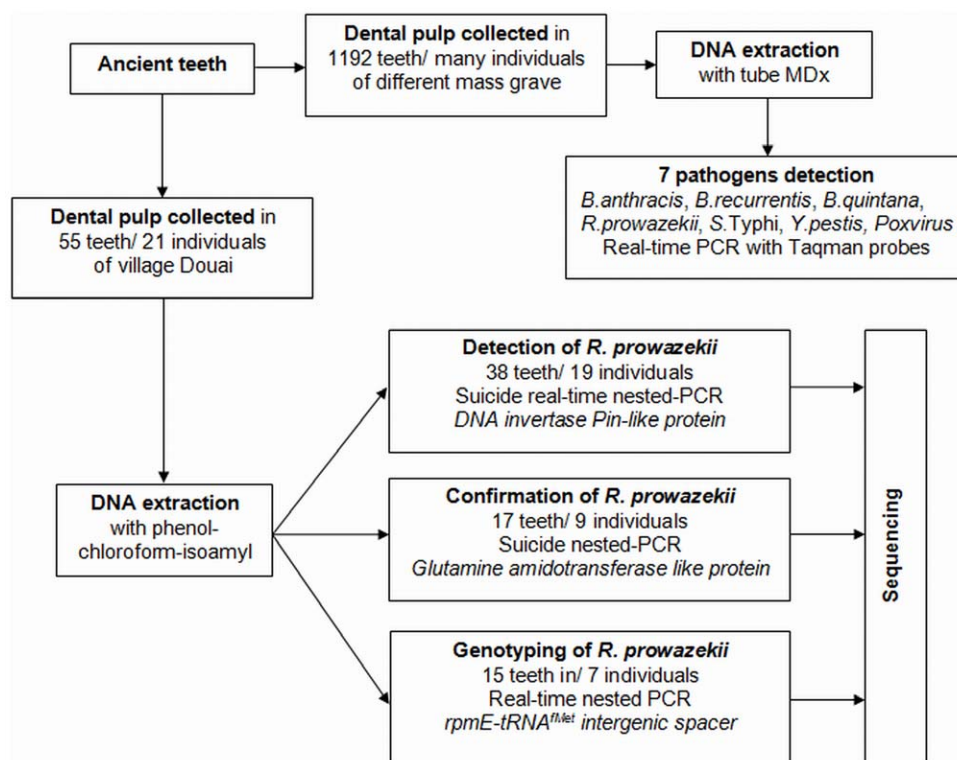 Ancient teeth
Dental pulp collected in
1192 teeth/ many individuals
of different mass grave
DNA extraction
with tube MDx
7 pathogens detection
B.anthracis, B.recurrentis, B.quintana,
R.prowazekii, S.Typhi, Y.pestis, Poxvirus
Real-time PCR with Taqman probes
Dental pulp collected in
55 teeth/ 21 individuals
of village Douai
DNA extraction
with phenol-
chloroform-isoamyl
Detection of R. prowazekii
38 teeth/ 19 individuals
Suicide real-time nested-PCR
DNA invertase Pin-like protein
Confirmation of R. prowazekii
17 teeth/ 9 individuals
Suicide nested-PCR
Glutamine amidotransferase like protein
Genotyping of R. prowazekii
15 teeth in/ 7 individuals
Real-time nested PCR
rpmE-tRNAfMet intergenic spacer
Sequencing